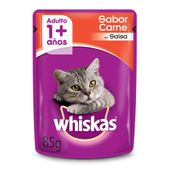 Adulto
1+
años
Sabor
Carne
en Salsa
whiskas
85g